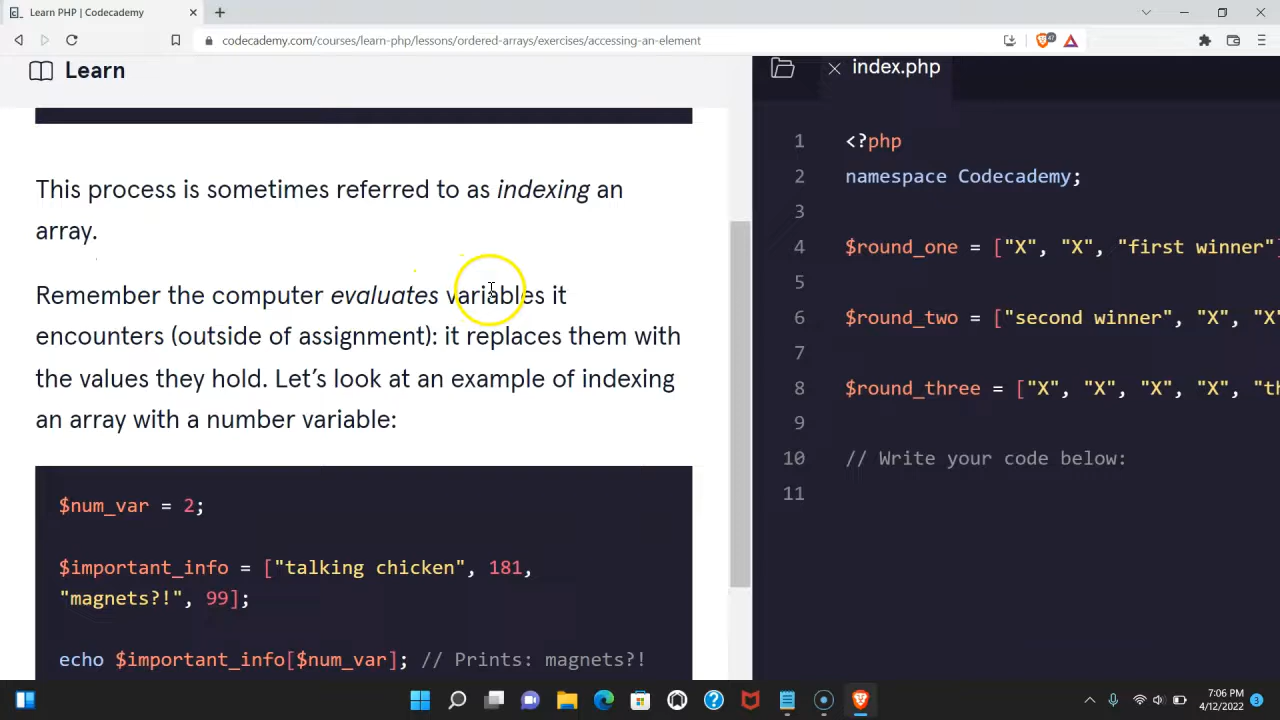 Learn PHP | Codecademy
codecademy.com/courses/learn-php/lessons/ordered-arrays/exercises/accessing-an-element
47
Learn
This process is sometimes referred to as indexing an
array.
Remember the computer evaluates variables it
encounters (outside of assignment): it replaces them with
the values they hold. Let's look at an example of indexing
an array with a number variable:
$num_var = 2;
$important_info = ["talking chicken", 181,
"magnets?!", 99];
echo $important_info[$num_var]; // Prints: magnets?!
index.php
1 <?php
2 namespace Codecademy;
3
4 $round_one = ["X", "X", "first winner"]
5
6 $round_two = ["second winner", "X", "X"
7
8 $round_three = ["X", "X", "X", "X", "th
9
10 // Write your code below:
11
7:06 PM
4/12/2022
3